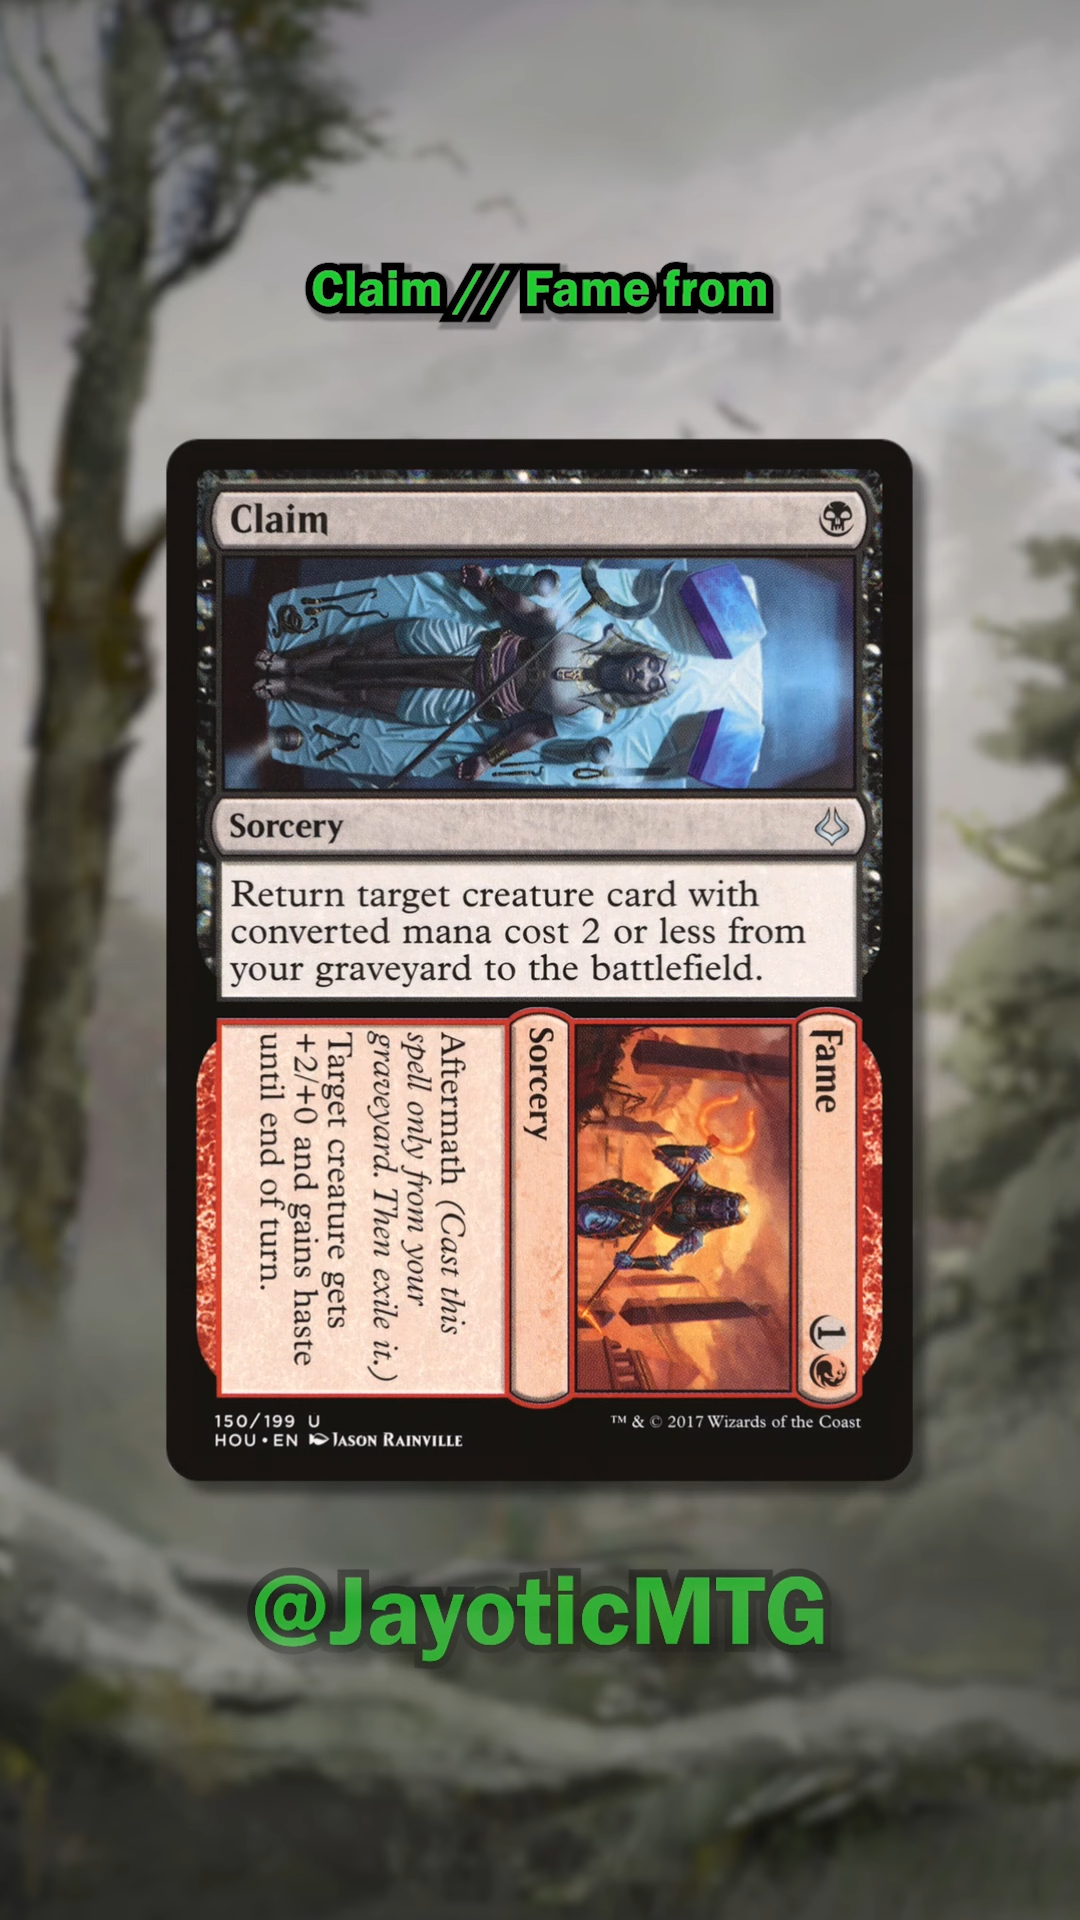 Claim // Fame from
Claim
Sorcery
Return target creature card with
converted mana cost 2 or less from
your graveyard to the battlefield.
Fame
1
Sorcery
Aftermath (Cast this
spell only from your
graveyard. Then exile it.)
Target creature gets
+2/+0 and gains haste
until end of turn.
150/199 U
HOU • EN JASON RAINVILLE
™ & © 2017 Wizards of the Coast
@JayoticMTG